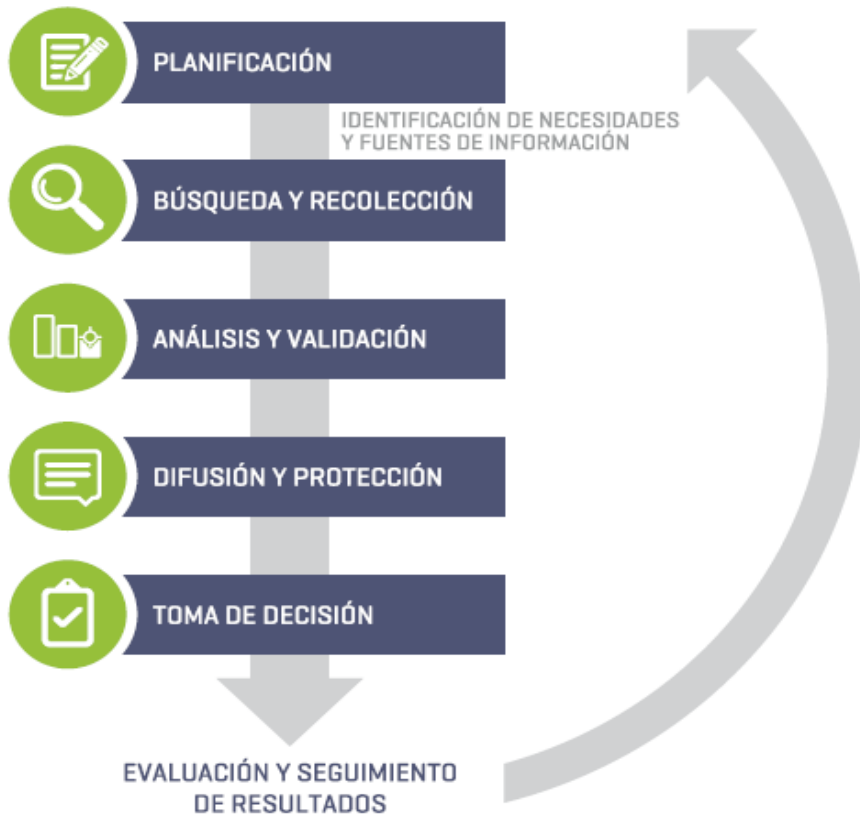 PLANIFICACIÓN
IDENTIFICACIÓN DE NECESIDADES
Y FUENTES DE INFORMACIÓN
BÚSQUEDA Y RECOLECCIÓN
ANÁLISIS Y VALIDACIÓN
DIFUSIÓN Y PROTECCIÓN
TOMA DE DECISIÓN
EVALUACIÓN Y SEGUIMIENTO
DE RESULTADOS